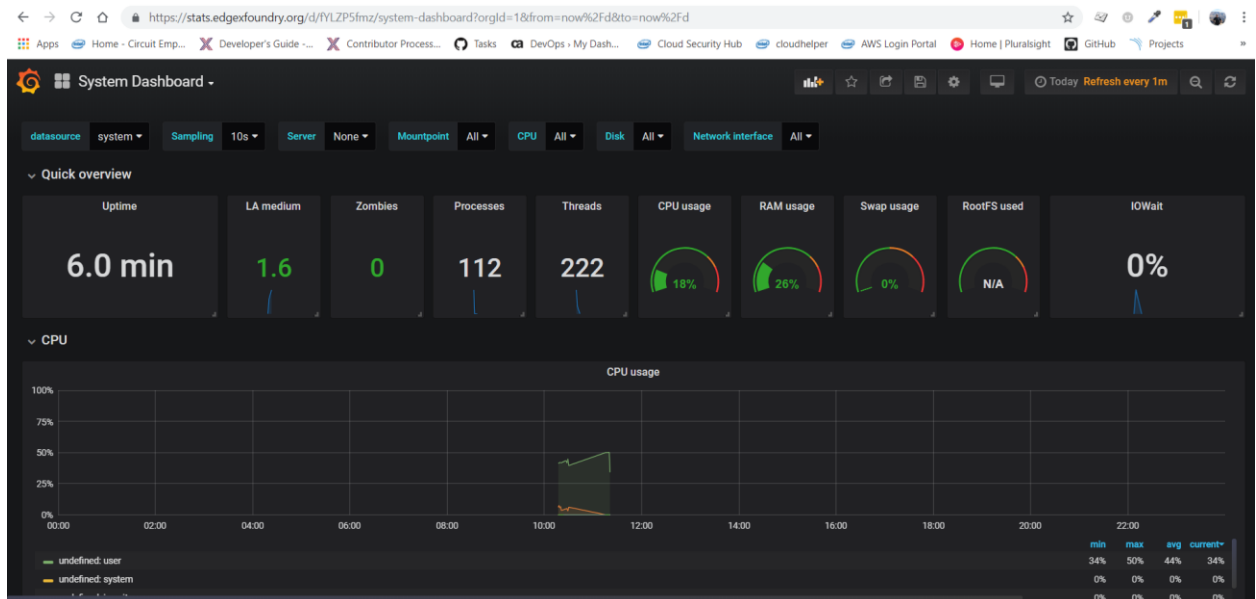 https://stats.edgexfoundry.org/d/fYLZP5fmz/system-dashboard?orgId=1&from=now%2Fd&to=now%2Fd
Apps Home - Circuit Emp... Developer's Guide -... Contributor Process... Tasks DevOps › My Dash... Cloud Security Hub cloudhelper AWS Login Portal Home | Pluralsight GitHub Projects »
System Dashboard
Today Refresh every 1m
datasource system Sampling 10s Server None Mountpoint All CPU All Disk All Network interface All
Quick overview
Uptime LA medium Zombies Processes Threads CPU usage RAM usage Swap usage RootFS used IOWait
6.0 min 1.6 0 112 222 18% 26% 0% N/A 0%
CPU
CPU usage
100%
75%
50%
25%
0%
00:00 02:00 04:00 06:00 08:00 10:00 12:00 14:00 16:00 18:00 20:00 22:00
min max avg current
undefined: user 34% 50% 44% 34%
undefined: system 0% 0% 0% 0%
0% 0% 0% 0%